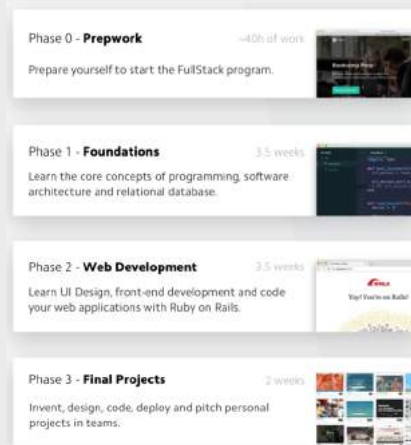 Phase 0 - Prepwork
~40h of work
Prepare yourself to start the FullStack program.
Phase 1 - Foundations
3.5 weeks
Learn the core concepts of programming, software
architecture and relational database.
Phase 2 - Web Development
3.5 weeks
Learn UI Design, front-end development and code
your web applications with Ruby on Rails.
Yay! You're on Rails!
Phase 3 - Final Projects
2 weeks
Invent, design, code, deploy and pitch personal
projects in teams.